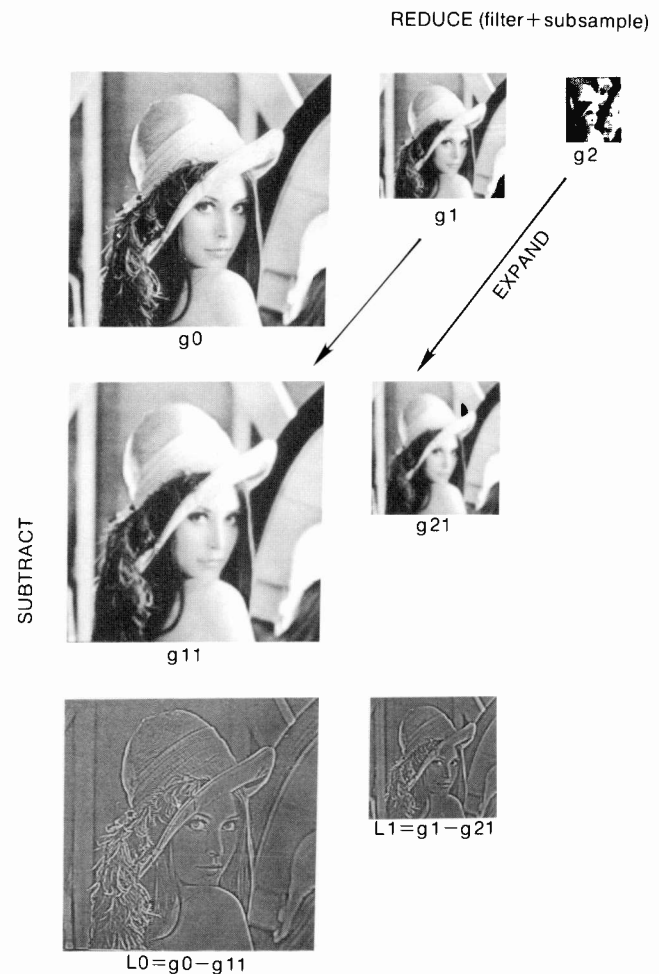 REDUCE (filter+subsample)
g0
g1
g2
EXPAND
SUBTRACT
g11
g21
L0=g0-g11
L1=g1-g21